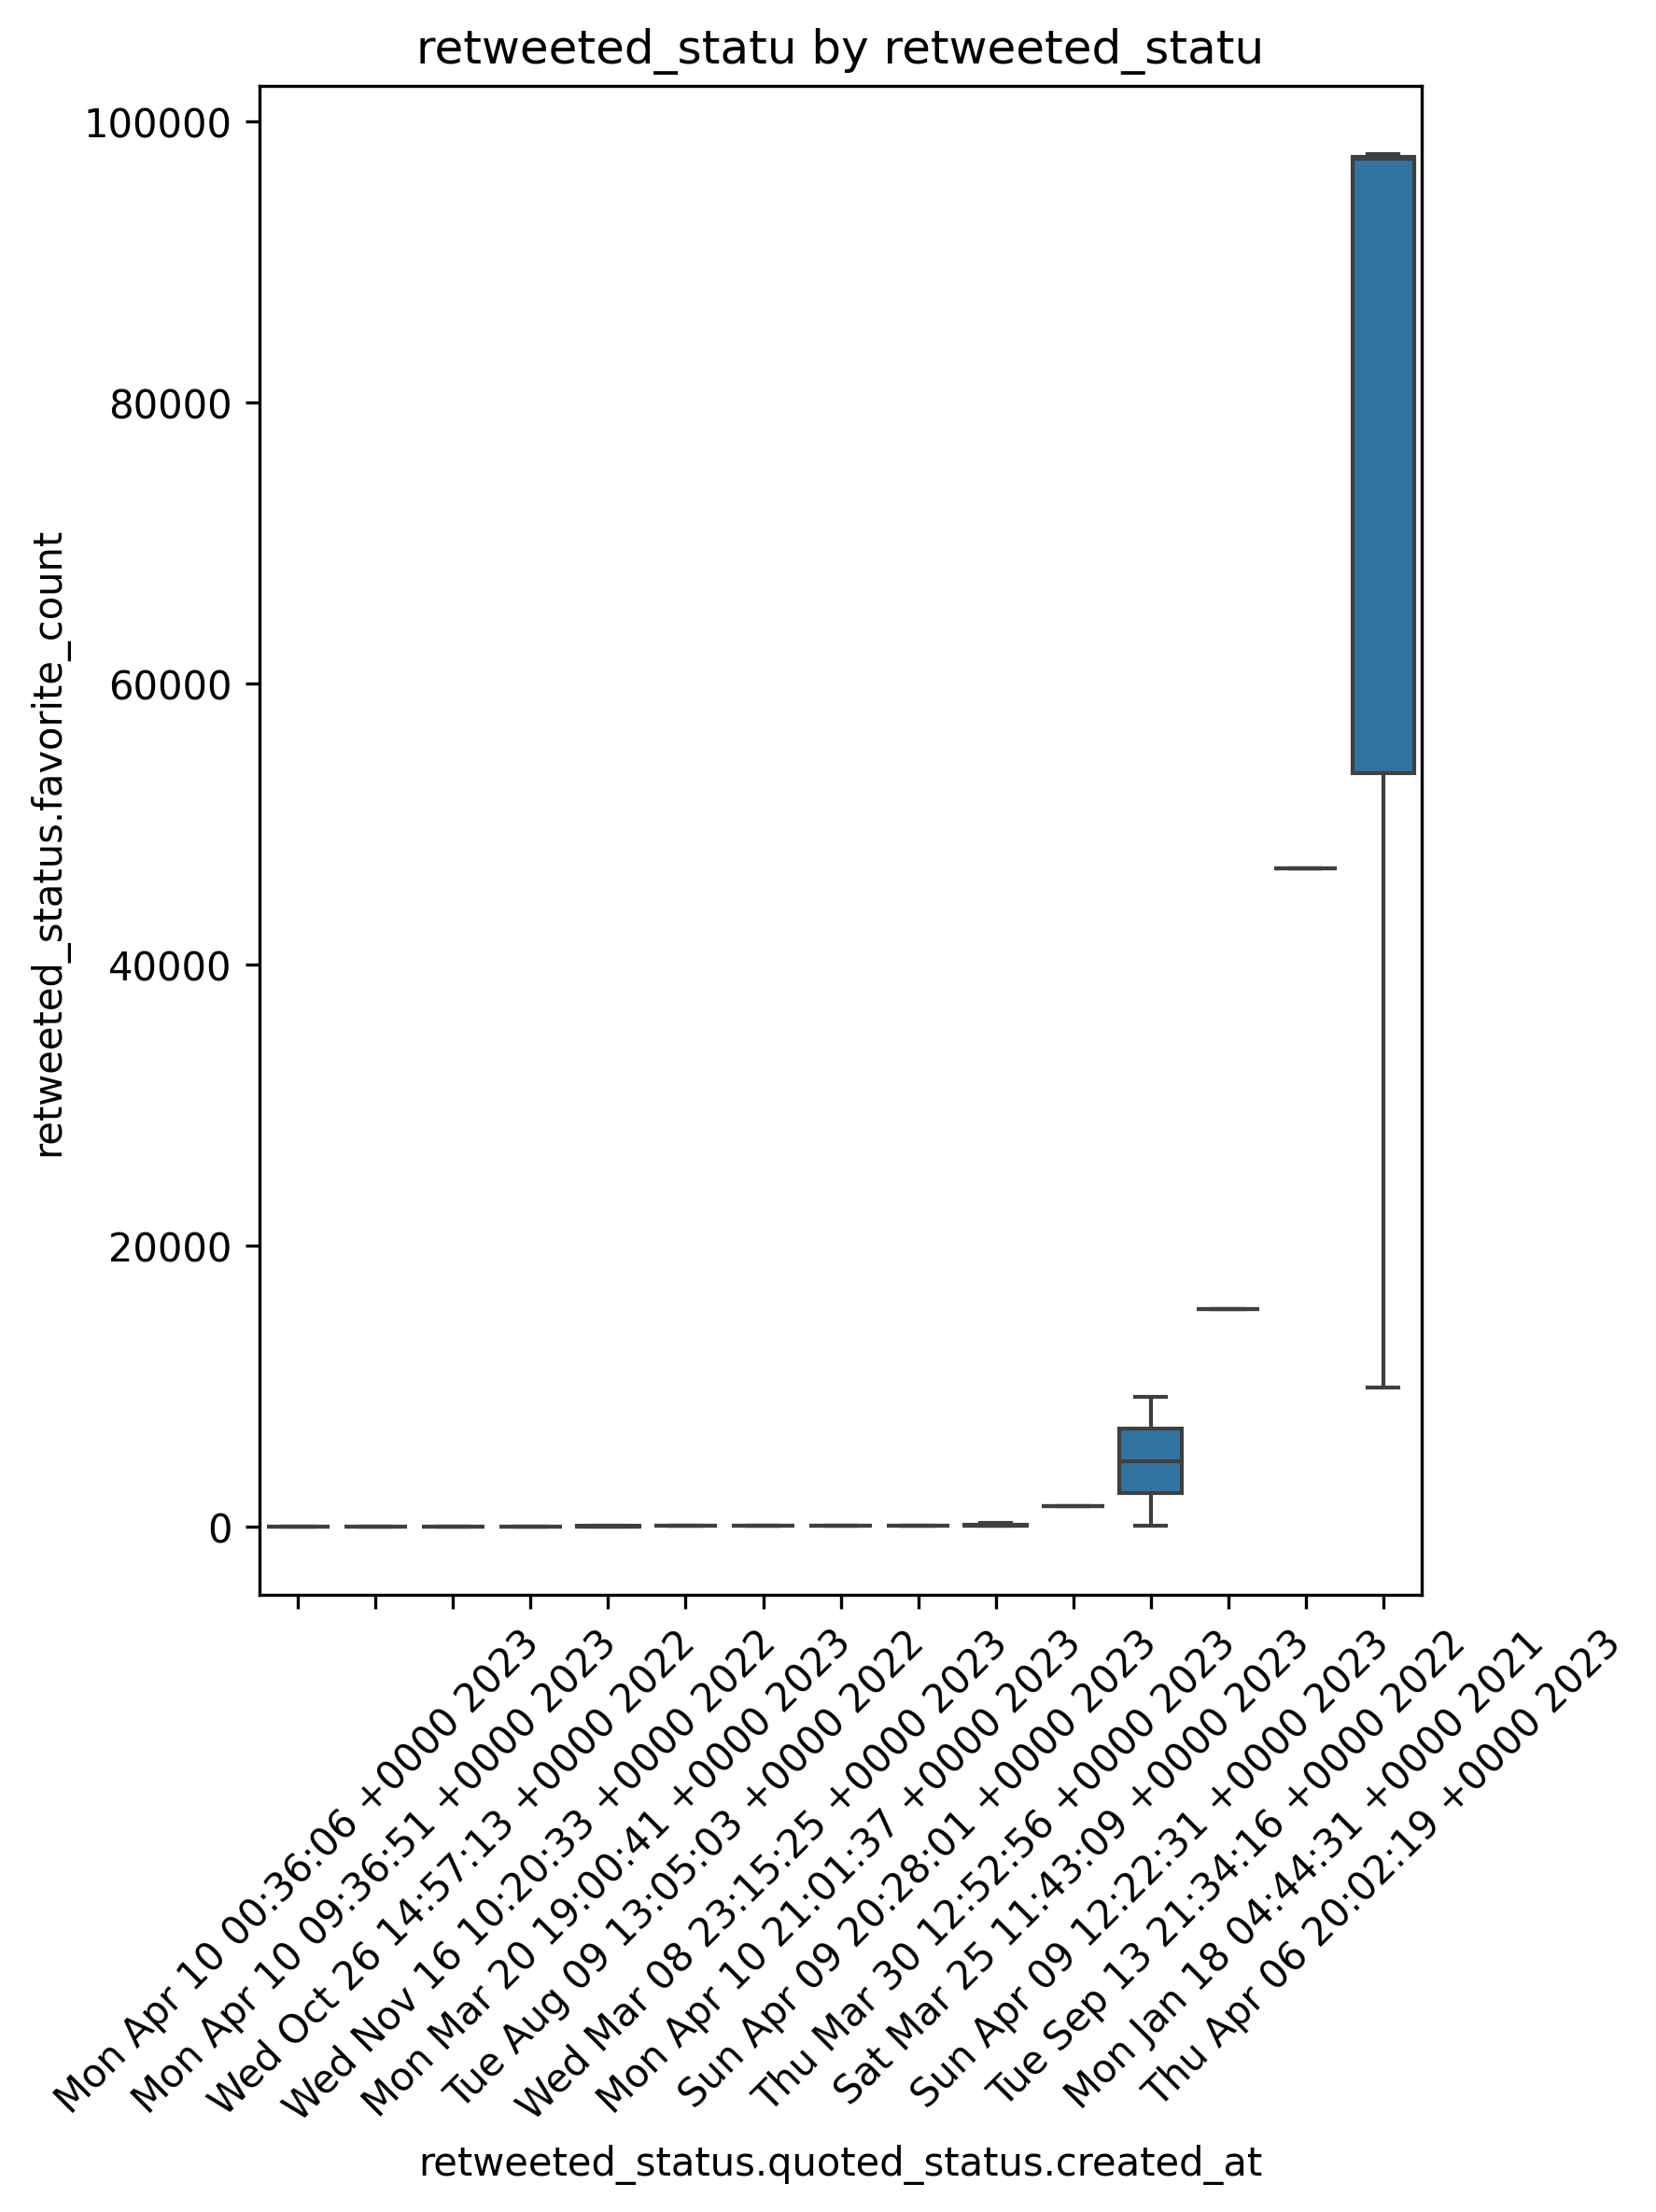 retweeted_statu by retweeted_statu
100000
80000
60000
40000
20000
0
retweeted_status.favorite_count
Mon Apr 10 00:36:06 +0000 2023
Mon Apr 10 09:36:51 +0000 2023
Wed Oct 26 14:57:13 +0000 2022
Wed Nov 16 10:20:33 +0000 2022
Mon Mar 20 19:00:41 +0000 2023
Tue Aug 09 13:05:03 +0000 2022
Wed Mar 08 23:15:25 +0000 2023
Mon Apr 10 21:01:37 +0000 2023
Sun Apr 09 20:28:01 +0000 2023
Thu Mar 30 12:52:56 +0000 2023
Sat Mar 25 11:43:09 +0000 2023
Sun Apr 09 12:22:31 +0000 2023
Tue Sep 13 21:34:16 +0000 2022
Mon Jan 18 04:44:31 +0000 2021
Thu Apr 06 20:02:19 +0000 2023
retweeted_status.quoted_status.created_at